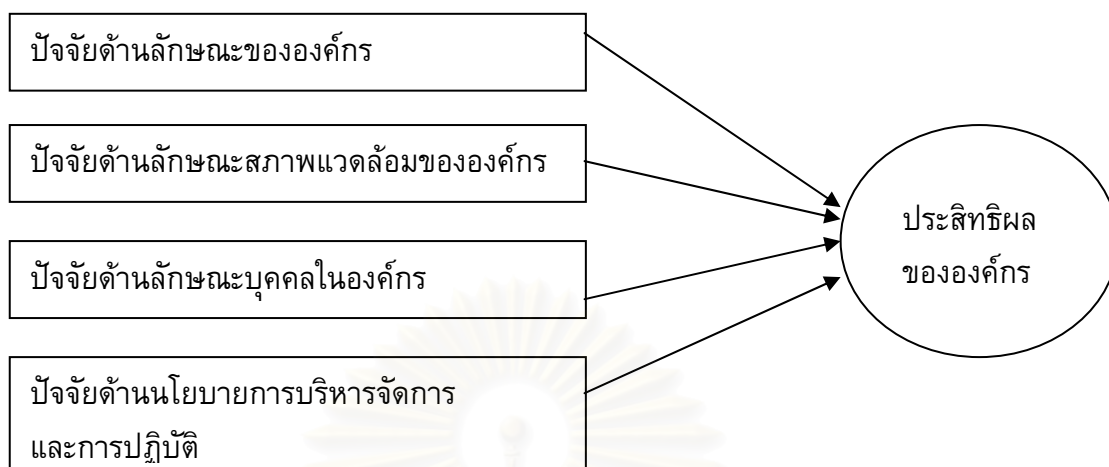 ปัจจัยด้านลักษณะขององค์กร
ปัจจัยด้านลักษณะสภาพแวดล้อมขององค์กร
ปัจจัยด้านลักษณะบุคคลในองค์กร
ปัจจัยด้านนโยบายการบริหารจัดการ
และการปฏิบัติ
ประสิทธิผล
ขององค์กร